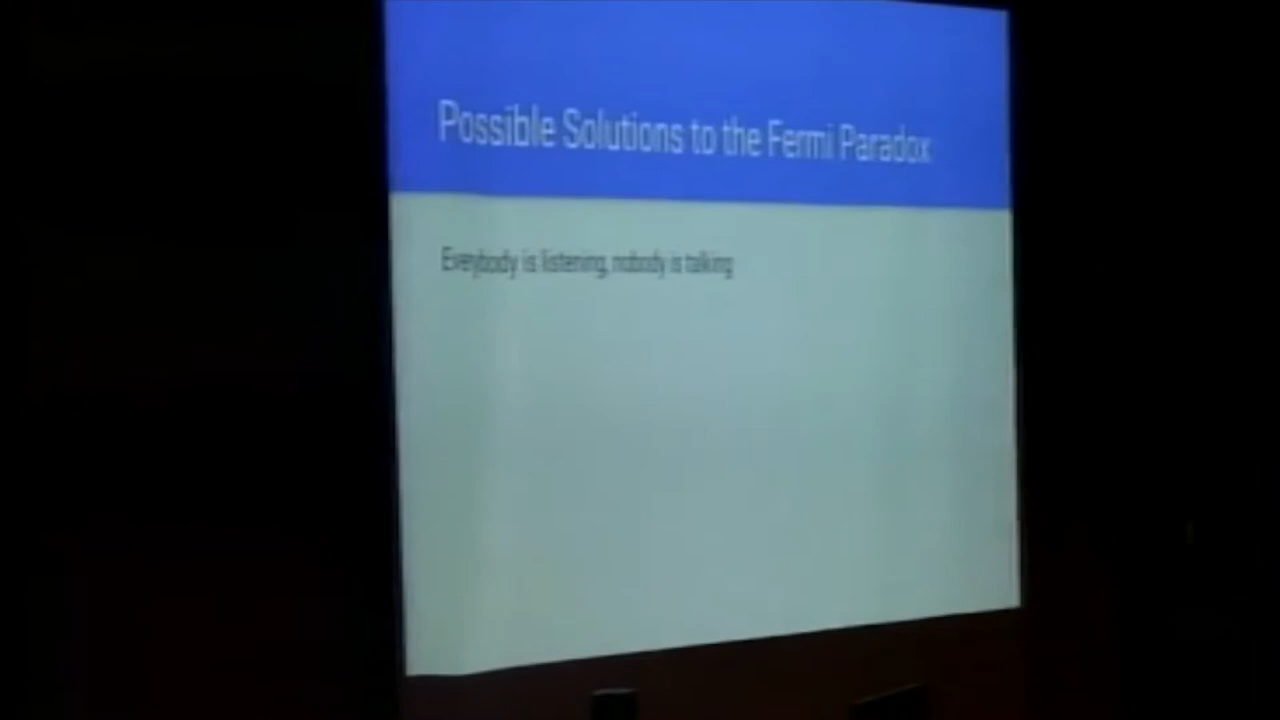 Possible Solutions to the Fermi Paradox
Everybody is listening, nobody is talking